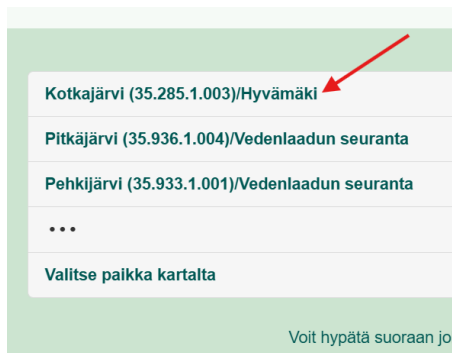 Kotkajärvi (35.285.1.003)/Hyvämäki
Pitkäjärvi (35.936.1.004)/Vedenlaadun seuranta
Pehkijärvi (35.933.1.001)/Vedenlaadun seuranta
•••
Valitse paikka kartalta
Voit hypätä suoraan jo